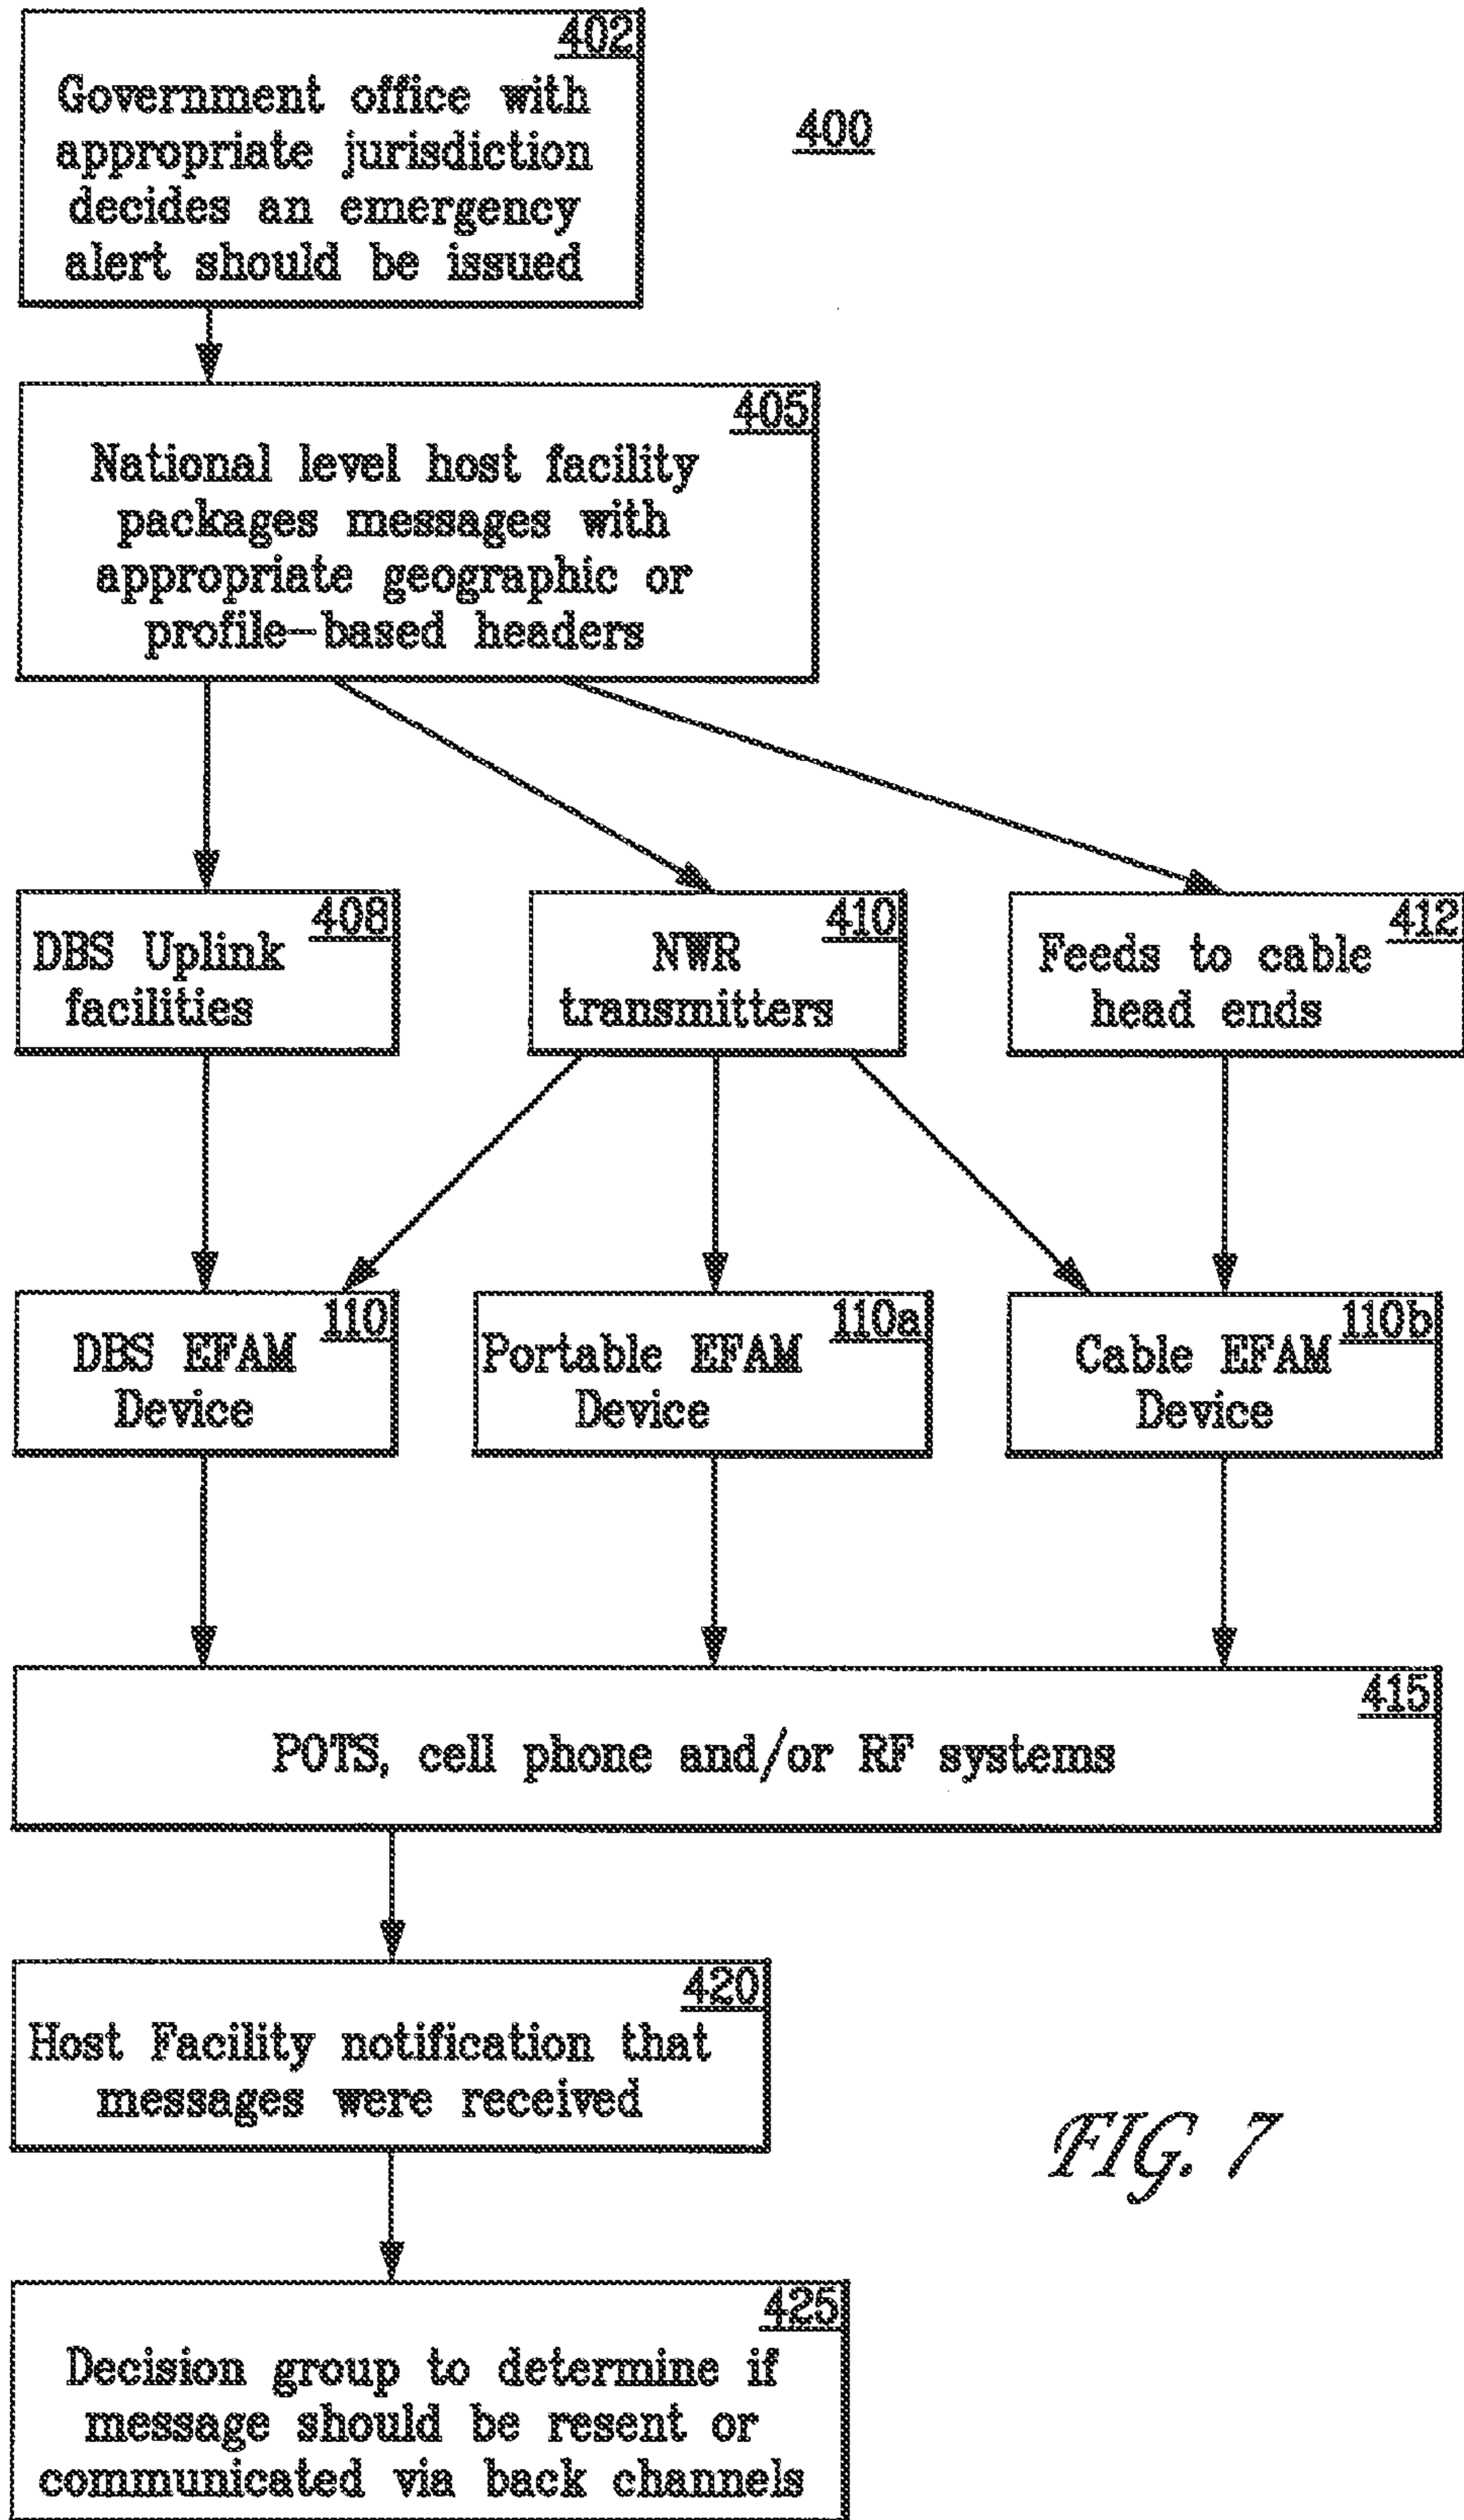 402
Government office with
appropriate jurisdiction
decides an emergency
alert should be issued
400
405
National level host facility
packages messages with
appropriate geographic or
profile-based headers
408
DBS Uplink
facilities
410
NWR
transmitters
412
Feeds to cable
head ends
110
DBS EFAM
Device
110a
Portable EFAM
Device
110b
Cable EFAM
Device
415
POTS, cell phone and/or RF systems
420
Host Facility notification that
messages were received
FIG. 7
425
Decision group to determine if
message should be resent or
communicated via back channels